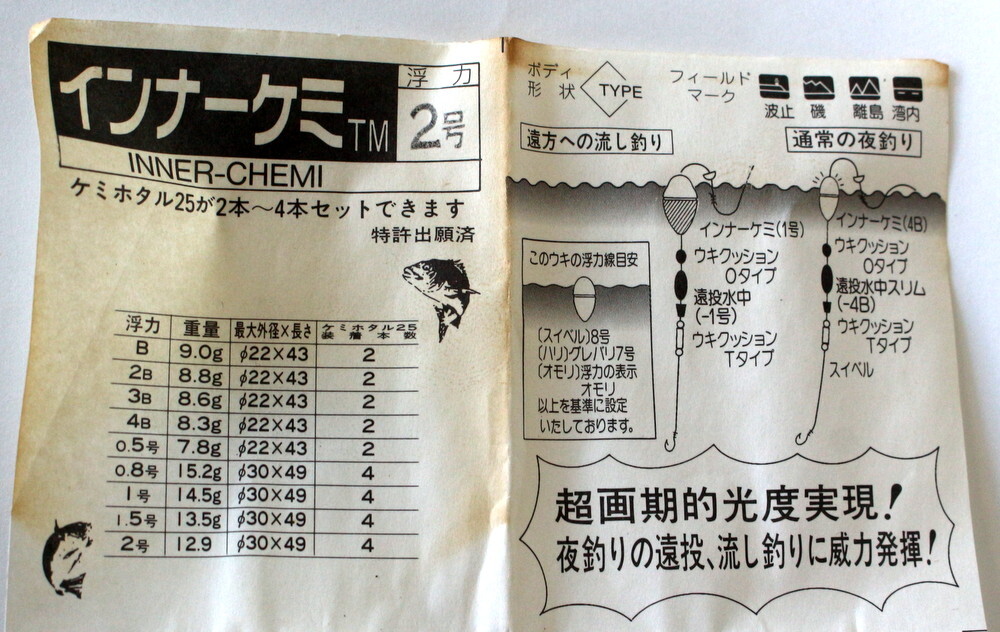 インナーケミTM
浮力
2号
INNER-CHEMI
ケミホタル25が2本〜4本セットできます
特許出願済
浮力 重量 最大外径×長さ ケミホタル25装着本数
B 9.0g φ22×43 2
2B 8.8g φ22×43 2
3B 8.6g φ22×43 2
4B 8.3g φ22×43 2
0.5号 7.8g φ22×43 2
0.8号 15.2g φ30×49 4
1号 14.5g φ30×49 4
1.5号 13.5g φ30×49 4
2号 12.9 φ30×49 4
ボディ
形状
TYPE
フィールド
マーク
波止 磯 離島 湾内
遠方への流し釣り
通常の夜釣り
インナーケミ(1号)
ウキクッション
Oタイプ
遠投水中
(-1号)
ウキクッション
Tタイプ
インナーケミ(4B)
ウキクッション
Oタイプ
遠投水中スリム
(-4B)
ウキクッション
Tタイプ
スイベル
このウキの浮力線目安
(スイベル)8号
(ハリ)グレバリ7号
(オモリ)浮力の表示
オモリ
以上を基準に設定
いたしております。
超画期的光度実現!
夜釣りの遠投、流し釣りに威力発揮!